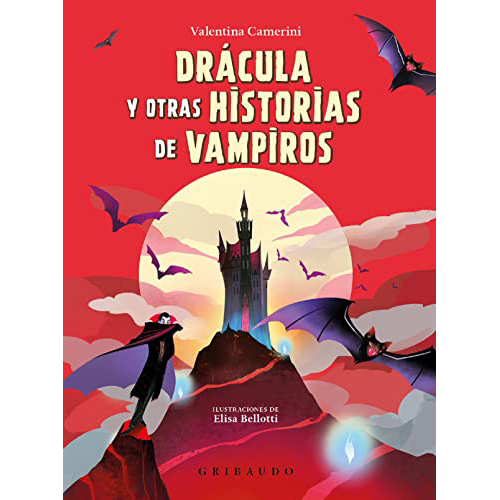 Valentina Camerini
DRÁCULA
Y OTRAS HISTORIAS
DE VAMPIROS
ILUSTRACIONES DE
Elisa Bellotti
GRIBAUDO